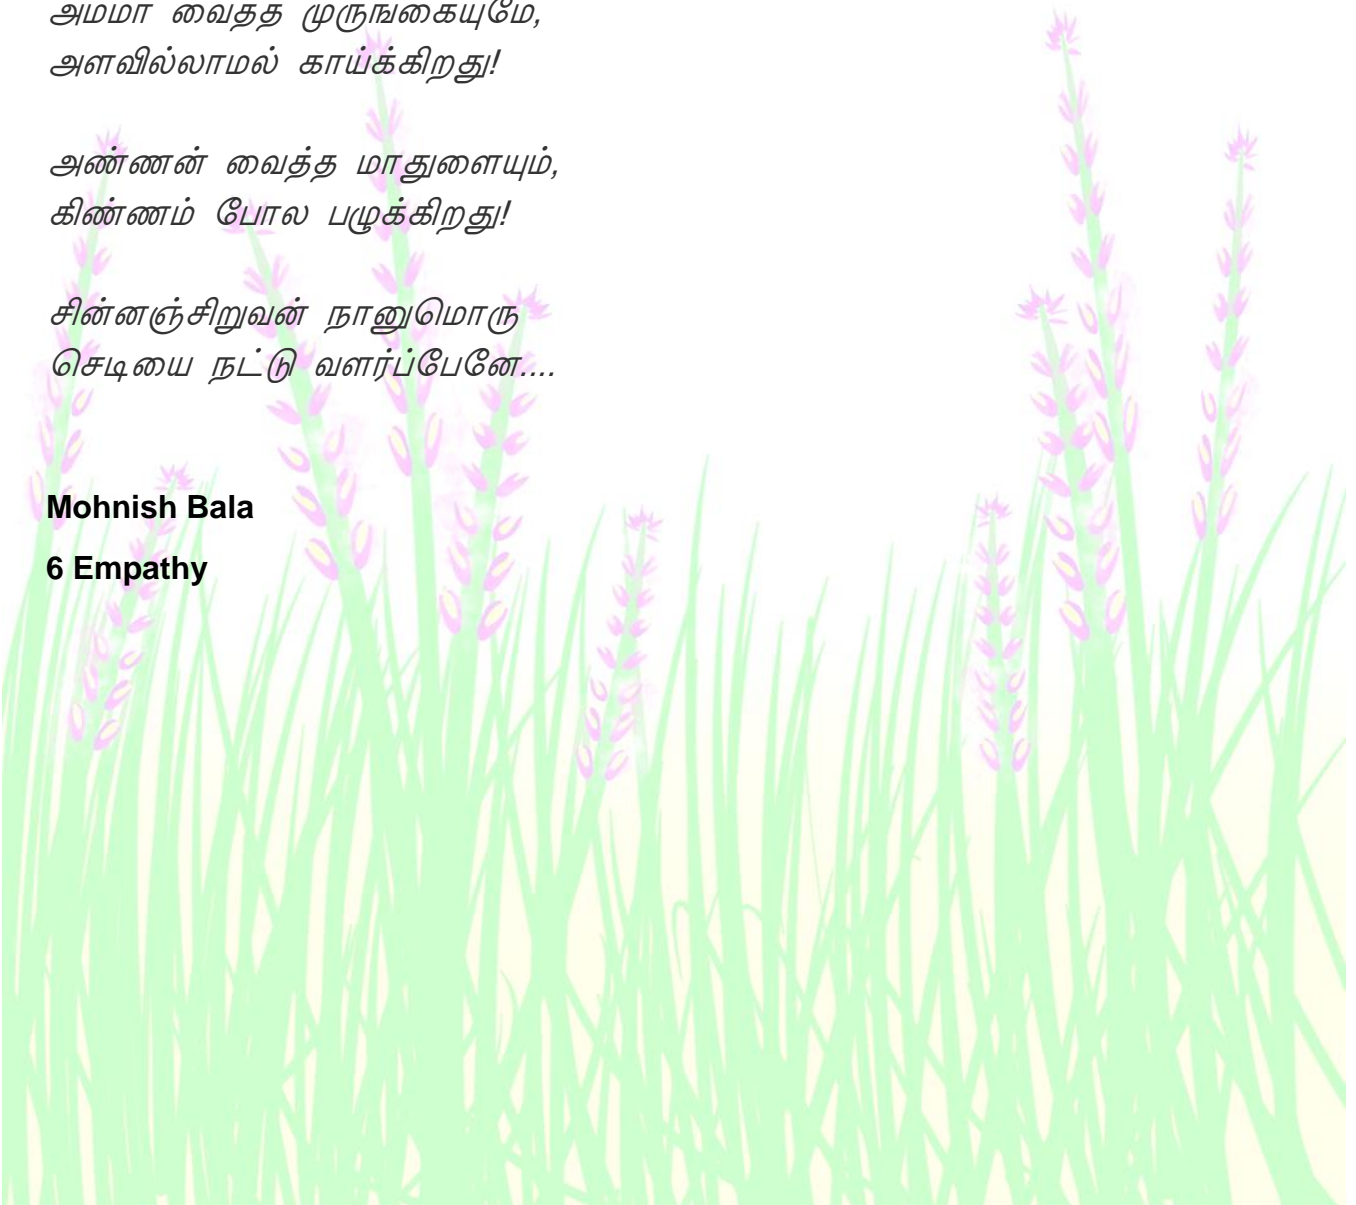 அம்மா வைத்த முருங்கையுமே,
அளவில்லாமல் காய்க்கிறது!
அண்ணன் வைத்த மாதுளையும்,
கிண்ணம் போல பழுக்கிறது!
சின்னஞ்சிறுவன் நானுமொரு
செடியை நட்டு வளர்ப்பேனே....
Mohnish Bala
6 Empathy